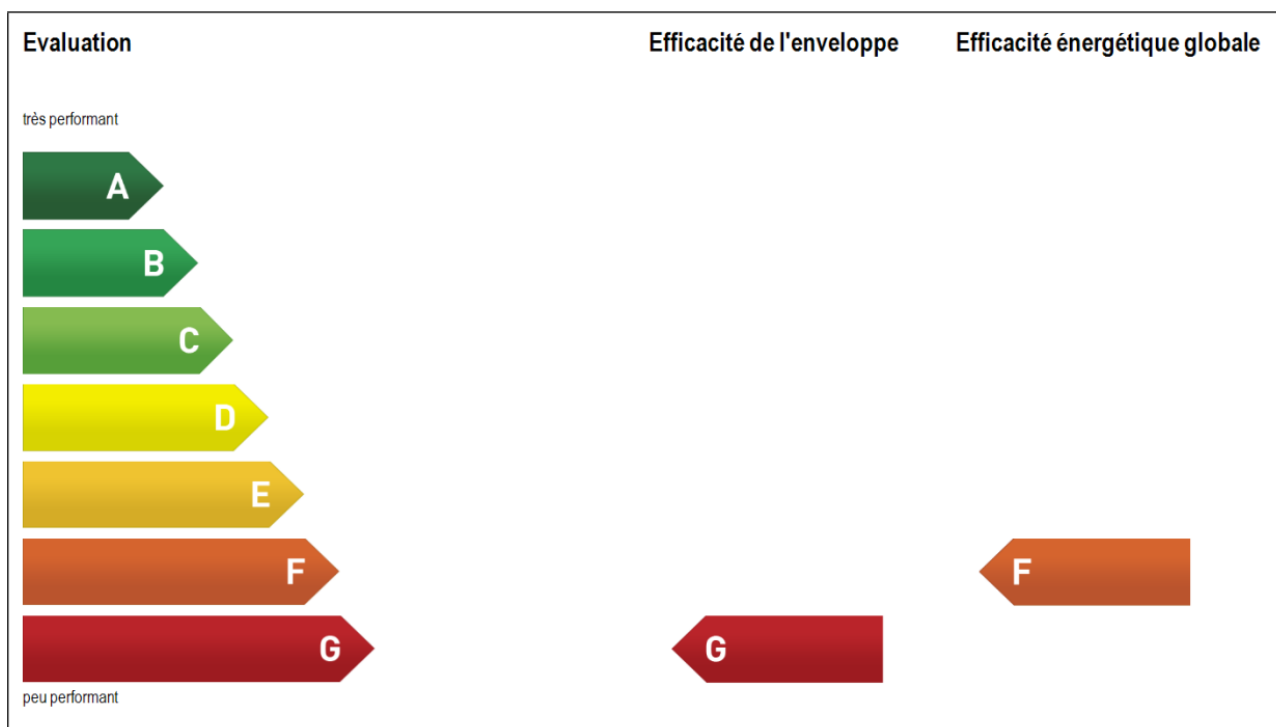 Evaluation Efficacité de l'enveloppe Efficacité énergétique globale
très performant
A
B
C
D
E
F F
G G
peu performant